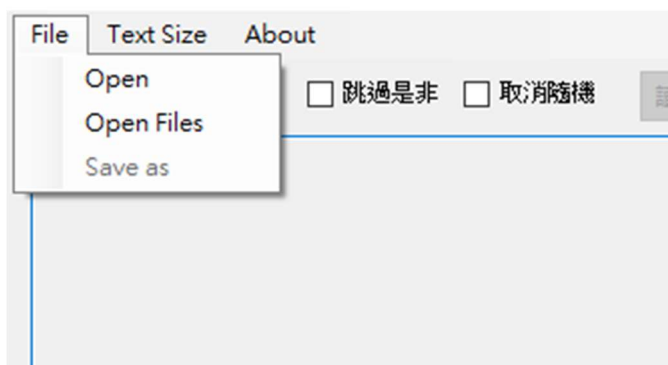 File Text Size About
Open
跳過是非 取消隨機
Open Files
Save as